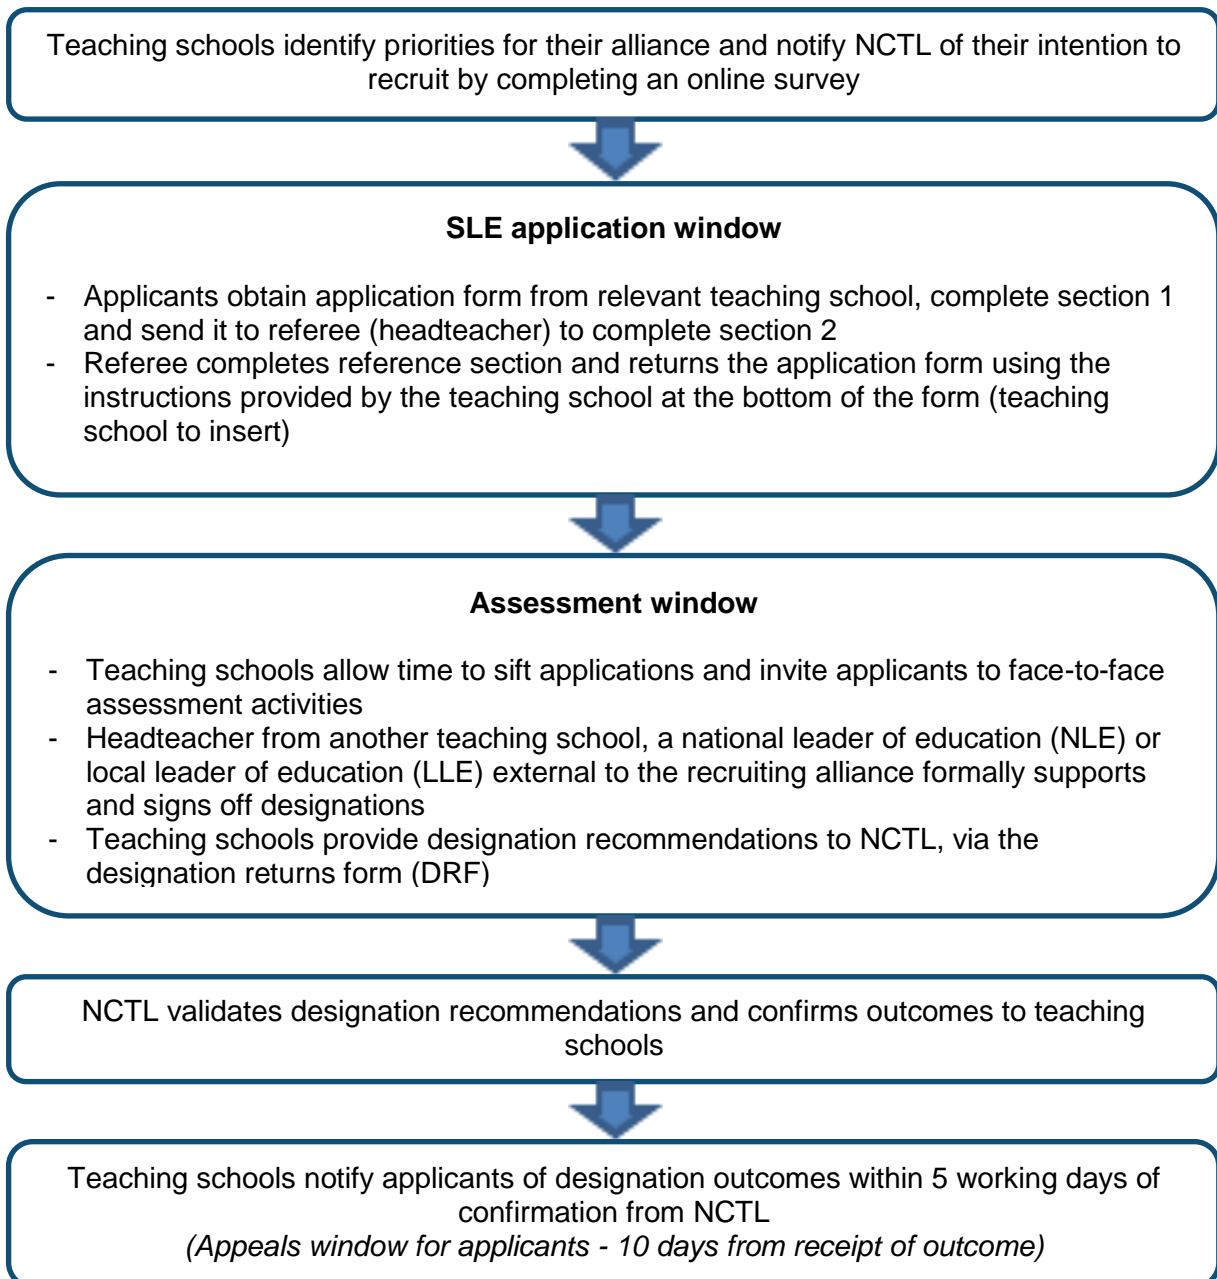 Teaching schools identify priorities for their alliance and notify NCTL of their intention to
recruit by completing an online survey
SLE application window
- Applicants obtain application form from relevant teaching school, complete section 1
and send it to referee (headteacher) to complete section 2
- Referee completes reference section and returns the application form using the
instructions provided by the teaching school at the bottom of the form (teaching
school to insert)
Assessment window
- Teaching schools allow time to sift applications and invite applicants to face-to-face
assessment activities
- Headteacher from another teaching school, a national leader of education (NLE) or
local leader of education (LLE) external to the recruiting alliance formally supports
and signs off designations
- Teaching schools provide designation recommendations to NCTL, via the
designation returns form (DRF)
NCTL validates designation recommendations and confirms outcomes to teaching
schools
Teaching schools notify applicants of designation outcomes within 5 working days of
confirmation from NCTL
(Appeals window for applicants - 10 days from receipt of outcome)